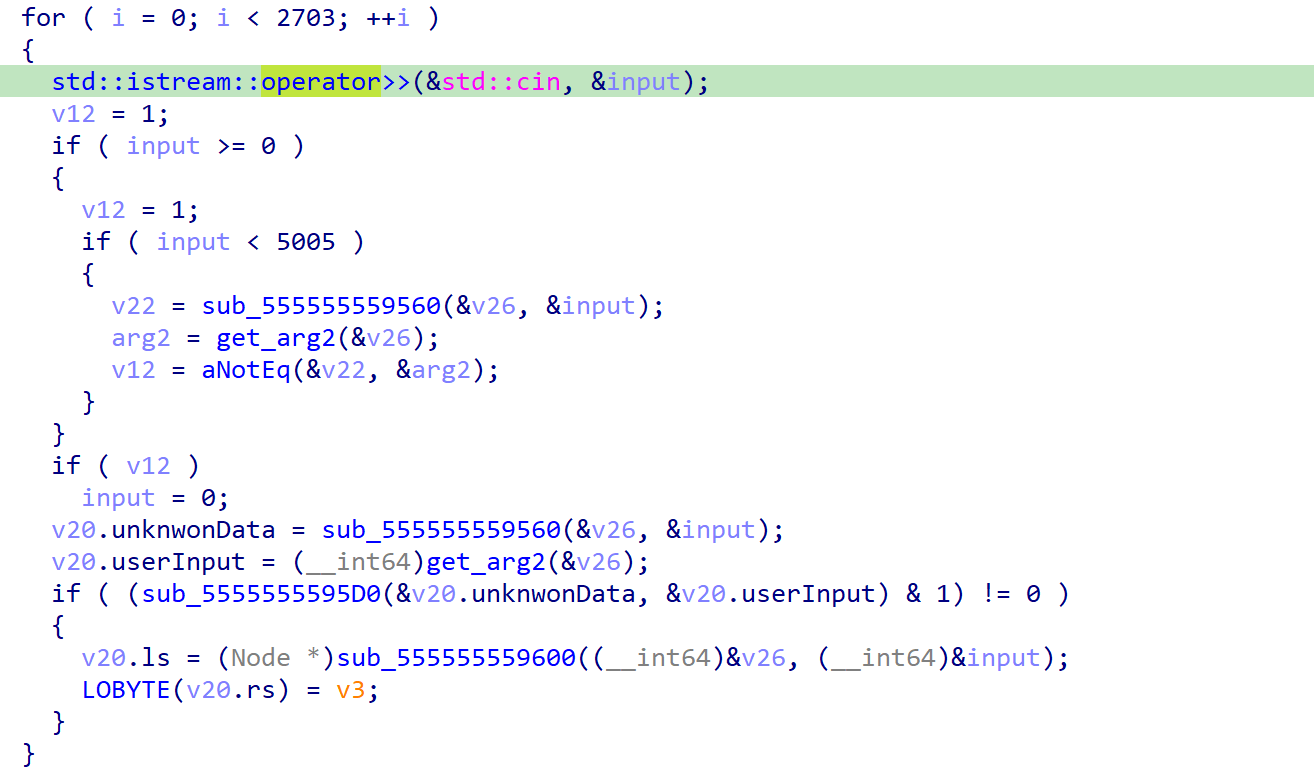 for ( i = 0; i < 2703; ++i )
{
  std::istream::operator>>(&std::cin, &input);
  v12 = 1;
  if ( input >= 0 )
  {
    v12 = 1;
    if ( input < 5005 )
    {
      v22 = sub_555555559560(&v26, &input);
      arg2 = get_arg2(&v26);
      v12 = aNotEq(&v22, &arg2);
    }
  }
  if ( v12 )
    input = 0;
  v20.unknwonData = sub_555555559560(&v26, &input);
  v20.userInput = (__int64)get_arg2(&v26);
  if ( (sub_5555555595D0(&v20.unknwonData, &v20.userInput) & 1) != 0 )
  {
    v20.ls = (Node *)sub_555555559600((__int64)&v26, (__int64)&input);
    LOBYTE(v20.rs) = v3;
  }
}